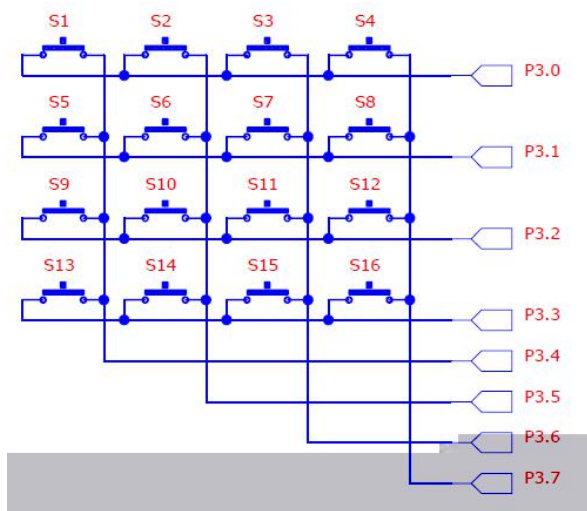 S1 S2 S3 S4
P3.0
S5 S6 S7 S8
P3.1
S9 S10 S11 S12
P3.2
S13 S14 S15 S16
P3.3
P3.4
P3.5
P3.6
P3.7